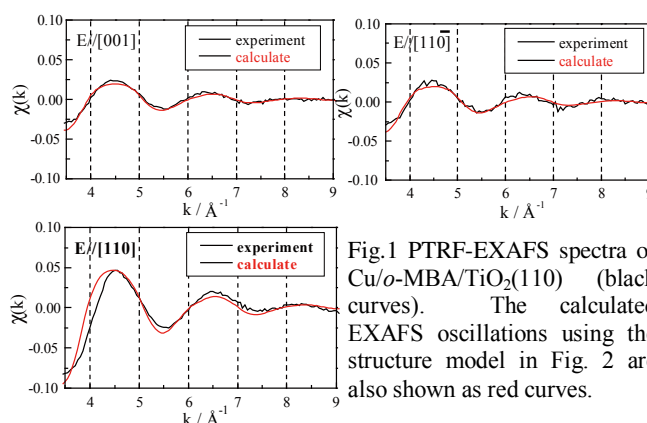 E//[001]
experiment
calculate
χ(k)
0.10
0.05
0.00
-0.05
-0.10
4 5 6 7 8 9
k / Å-1
E//[11̅0]
experiment
calculate
χ(k)
0.10
0.05
0.00
-0.05
-0.10
4 5 6 7 8 9
k / Å-1
E//[110]
experiment
calculate
χ(k)
0.10
0.05
0.00
-0.05
-0.10
4 5 6 7 8 9
k / Å-1
Fig.1 PTRF-EXAFS spectra o
Cu/o-MBA/TiO2(110) (blac
curves). The calculate
EXAFS oscillations using the
structure model in Fig. 2 are
also shown as red curves.